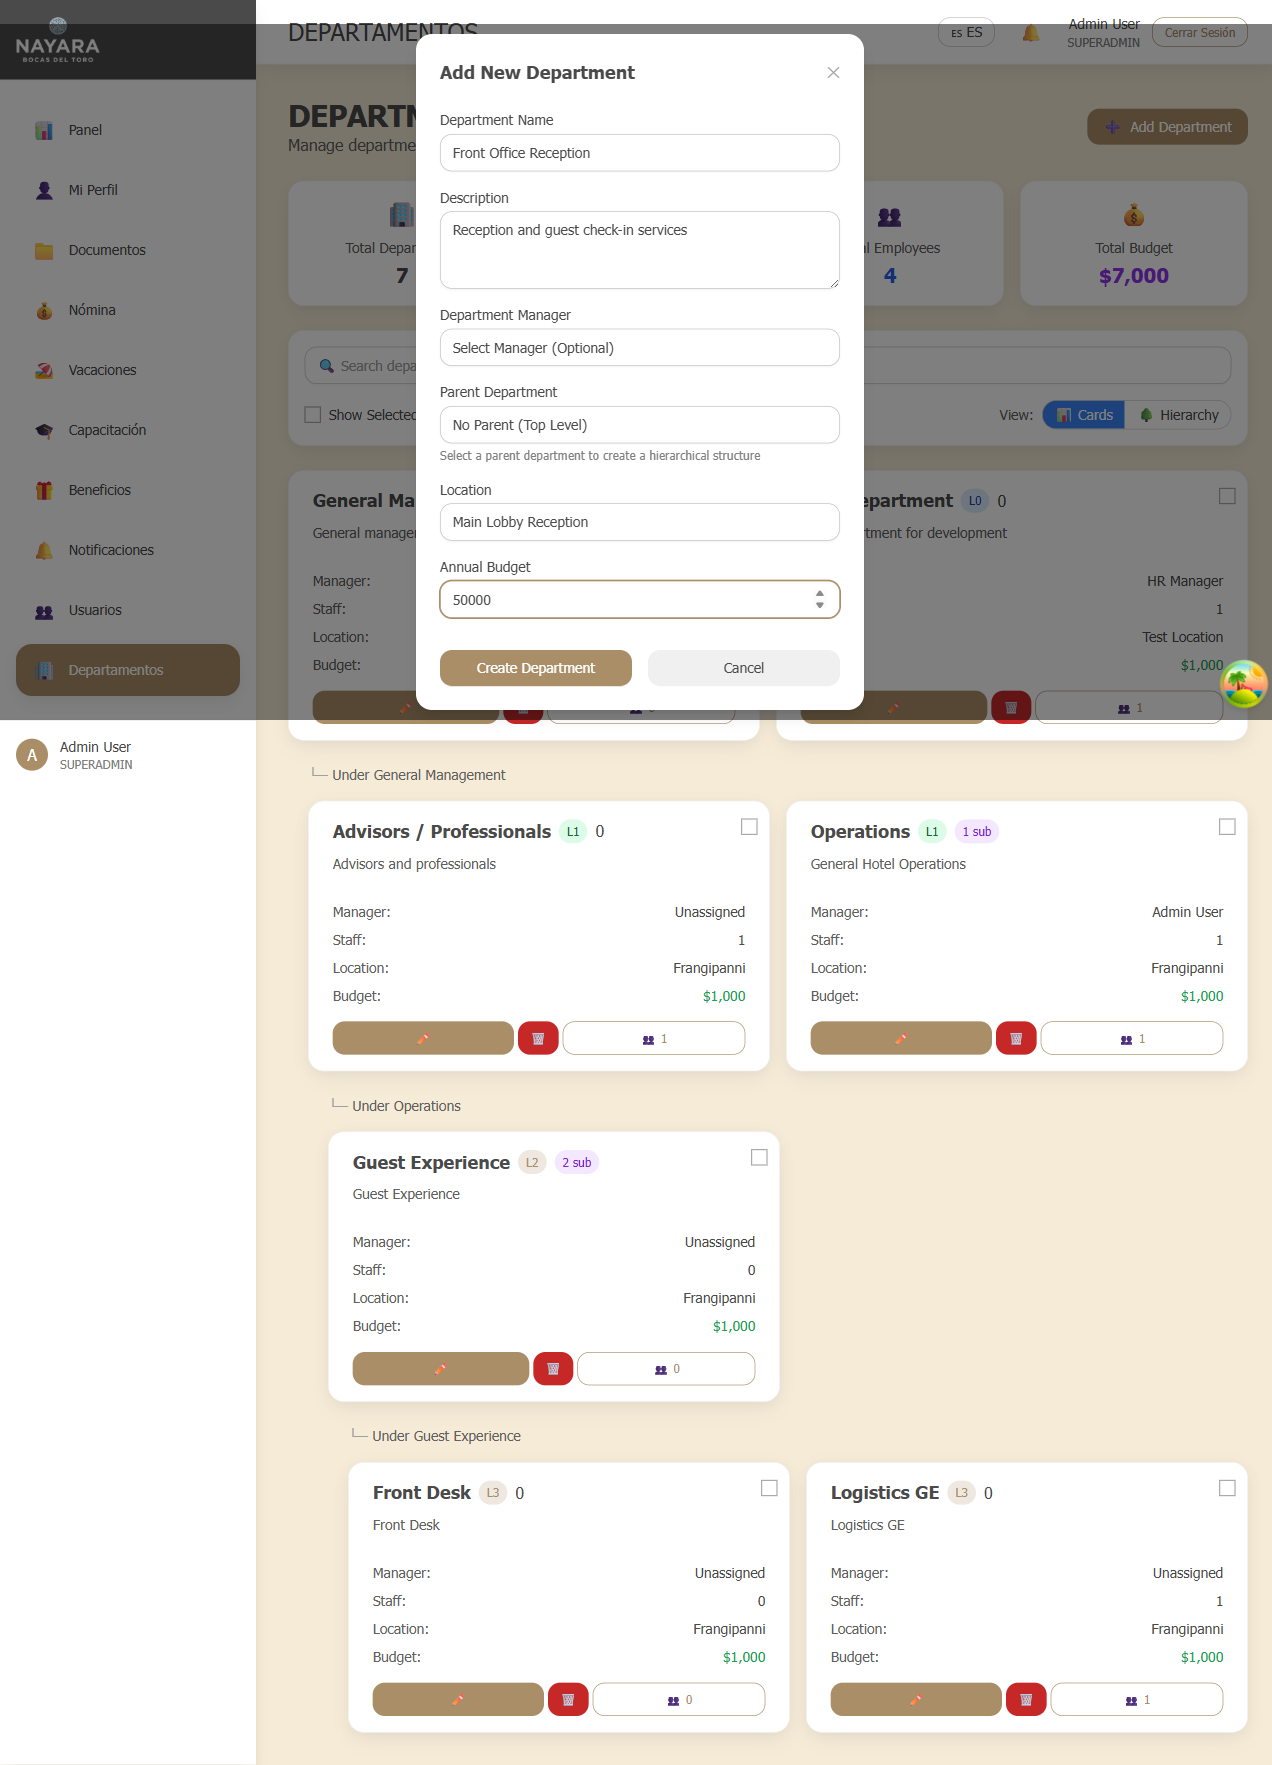 NAYARA
BOCAS DEL TORO
Panel
Mi Perfil
Documentos
Nómina
Vacaciones
Capacitación
Beneficios
Notificaciones
Usuarios
Departamentos
A
Admin User
SUPERADMIN
DEPARTAMENTOS
ES ES
Admin User
SUPERADMIN
Cerrar Sesión
Add Department
Total Depar
7
Employees
4
Total Budget
$7,000
Search depa
Show Selected
View:
Cards
Hierarchy
Add New Department
Department Name
Front Office Reception
Description
Reception and guest check-in services
Department Manager
Select Manager (Optional)
Parent Department
No Parent (Top Level)
Select a parent department to create a hierarchical structure
Location
Main Lobby Reception
Annual Budget
50000
Create Department
Cancel
General Ma
General manager
Manager:
Staff:
Location:
Budget:
epartment L0 0
tment for development
HR Manager
1
Test Location
$1,000
1
Under General Management
Advisors / Professionals L1 0
Advisors and professionals
Manager: Unassigned
Staff: 1
Location: Frangipanni
Budget: $1,000
1
Operations L1 1 sub
General Hotel Operations
Manager: Admin User
Staff: 1
Location: Frangipanni
Budget: $1,000
1
Under Operations
Guest Experience L2 2 sub
Guest Experience
Manager: Unassigned
Staff: 0
Location: Frangipanni
Budget: $1,000
0
Under Guest Experience
Front Desk L3 0
Front Desk
Manager: Unassigned
Staff: 0
Location: Frangipanni
Budget: $1,000
0
Logistics GE L3 0
Logistics GE
Manager: Unassigned
Staff: 1
Location: Frangipanni
Budget: $1,000
1